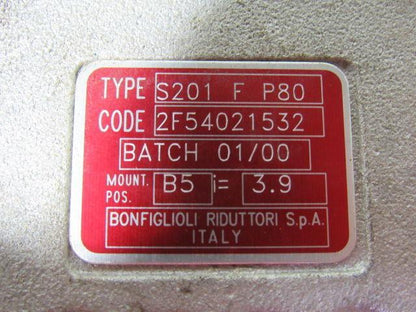 TYPE S201 F P80
CODE 2F54021532
BATCH 01/00
MOUNT. POS. B5 i= 3.9
BONFIGLIOLI RIDUTTORI S.p.A.
ITALY